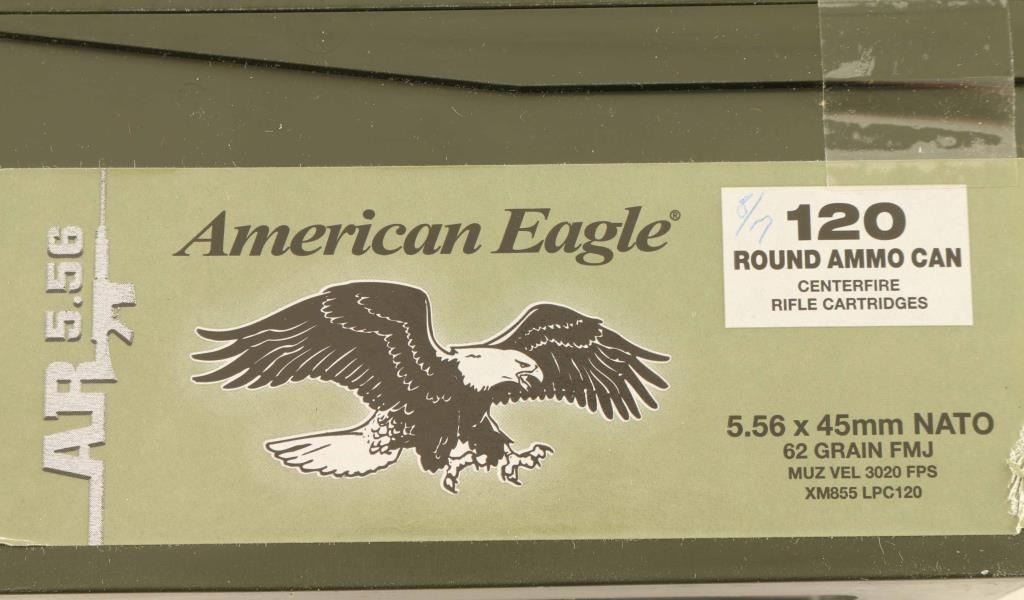 AR 5.56
American Eagle®
5/7
120
ROUND AMMO CAN
CENTERFIRE
RIFLE CARTRIDGES
5.56 x 45mm NATO
62 GRAIN FMJ
MUZ VEL 3020 FPS
XM855 LPC120